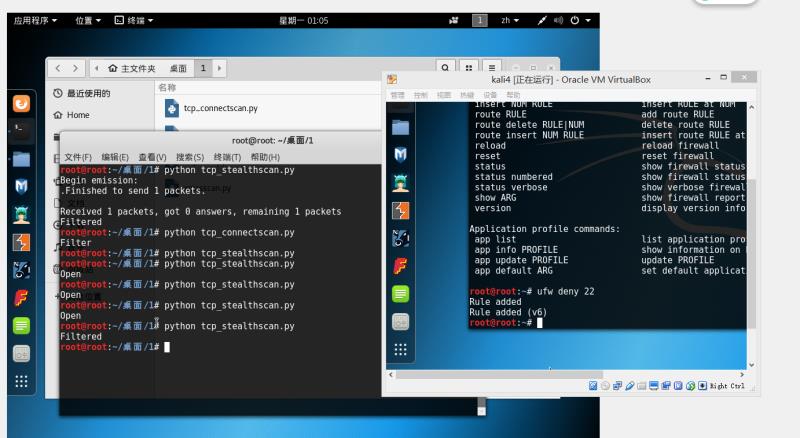 应用程序 位置 终端 星期一 01:05 1 zh
主文件夹 桌面 1
最近使用的 名称
tcp_connectscan.py
Home
root@root: ~/桌面/1
文件(F) 编辑(E) 查看(V) 搜索(S) 终端(T) 帮助(H)
root@root:~/桌面/1# python tcp_stealthscan.py
Begin emission:
.Finished to send 1 packets.
Received 1 packets, got 0 answers, remaining 1 packets
Filtered
root@root:~/桌面/1# python tcp_connectscan.py
Filter
root@root:~/桌面/1# python tcp_stealthscan.py
root@root:~/桌面/1# python tcp_stealthscan.py
Open
root@root:~/桌面/1# python tcp_stealthscan.py
Open
root@root:~/桌面/1# python tcp_stealthscan.py
Open
root@root:~/桌面/1# python tcp_stealthscan.py
Filtered
root@root:~/桌面/1#
kali4 [正在运行] - Oracle VM VirtualBox
管理 控制 视图 热键 设备 帮助
insert NUM RULE insert RULE at NUM
route RULE add route RULE
route delete RULE|NUM delete route RULE
route insert NUM RULE insert route RULE at
reload reload firewall
reset reset firewall
status show firewall status
status numbered show firewall status
status verbose show verbose firewal
show ARG show firewall report
version display version info
Application profile commands:
app list list application pro
app info PROFILE show information on
app update PROFILE update PROFILE
app default ARG set default applicat
root@root:~# ufw deny 22
Rule added
Rule added (v6)
root@root:~#
Right Ctrl